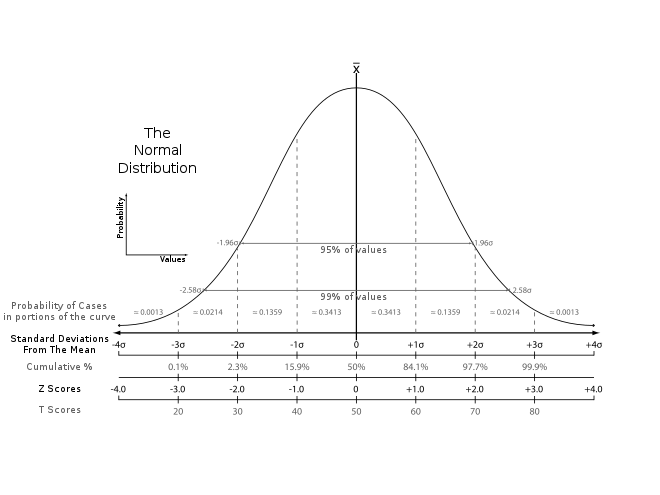 X
The
Normal
Distribution
Probability
Values
-1.96σ
1.96σ
95% of values
-2.58σ
2.58σ
99% of values
Probability of Cases
in portions of the curve
≈ 0.0013 ≈ 0.0214 ≈ 0.1359 ≈ 0.3413 ≈ 0.3413 ≈ 0.1359 ≈ 0.0214 ≈ 0.0013
Standard Deviations
From The Mean
-4σ -3σ -2σ -1σ 0 +1σ +2σ +3σ +4σ
Cumulative % 0.1% 2.3% 15.9% 50% 84.1% 97.7% 99.9%
Z Scores -4.0 -3.0 -2.0 -1.0 0 +1.0 +2.0 +3.0 +4.0
T Scores 20 30 40 50 60 70 80